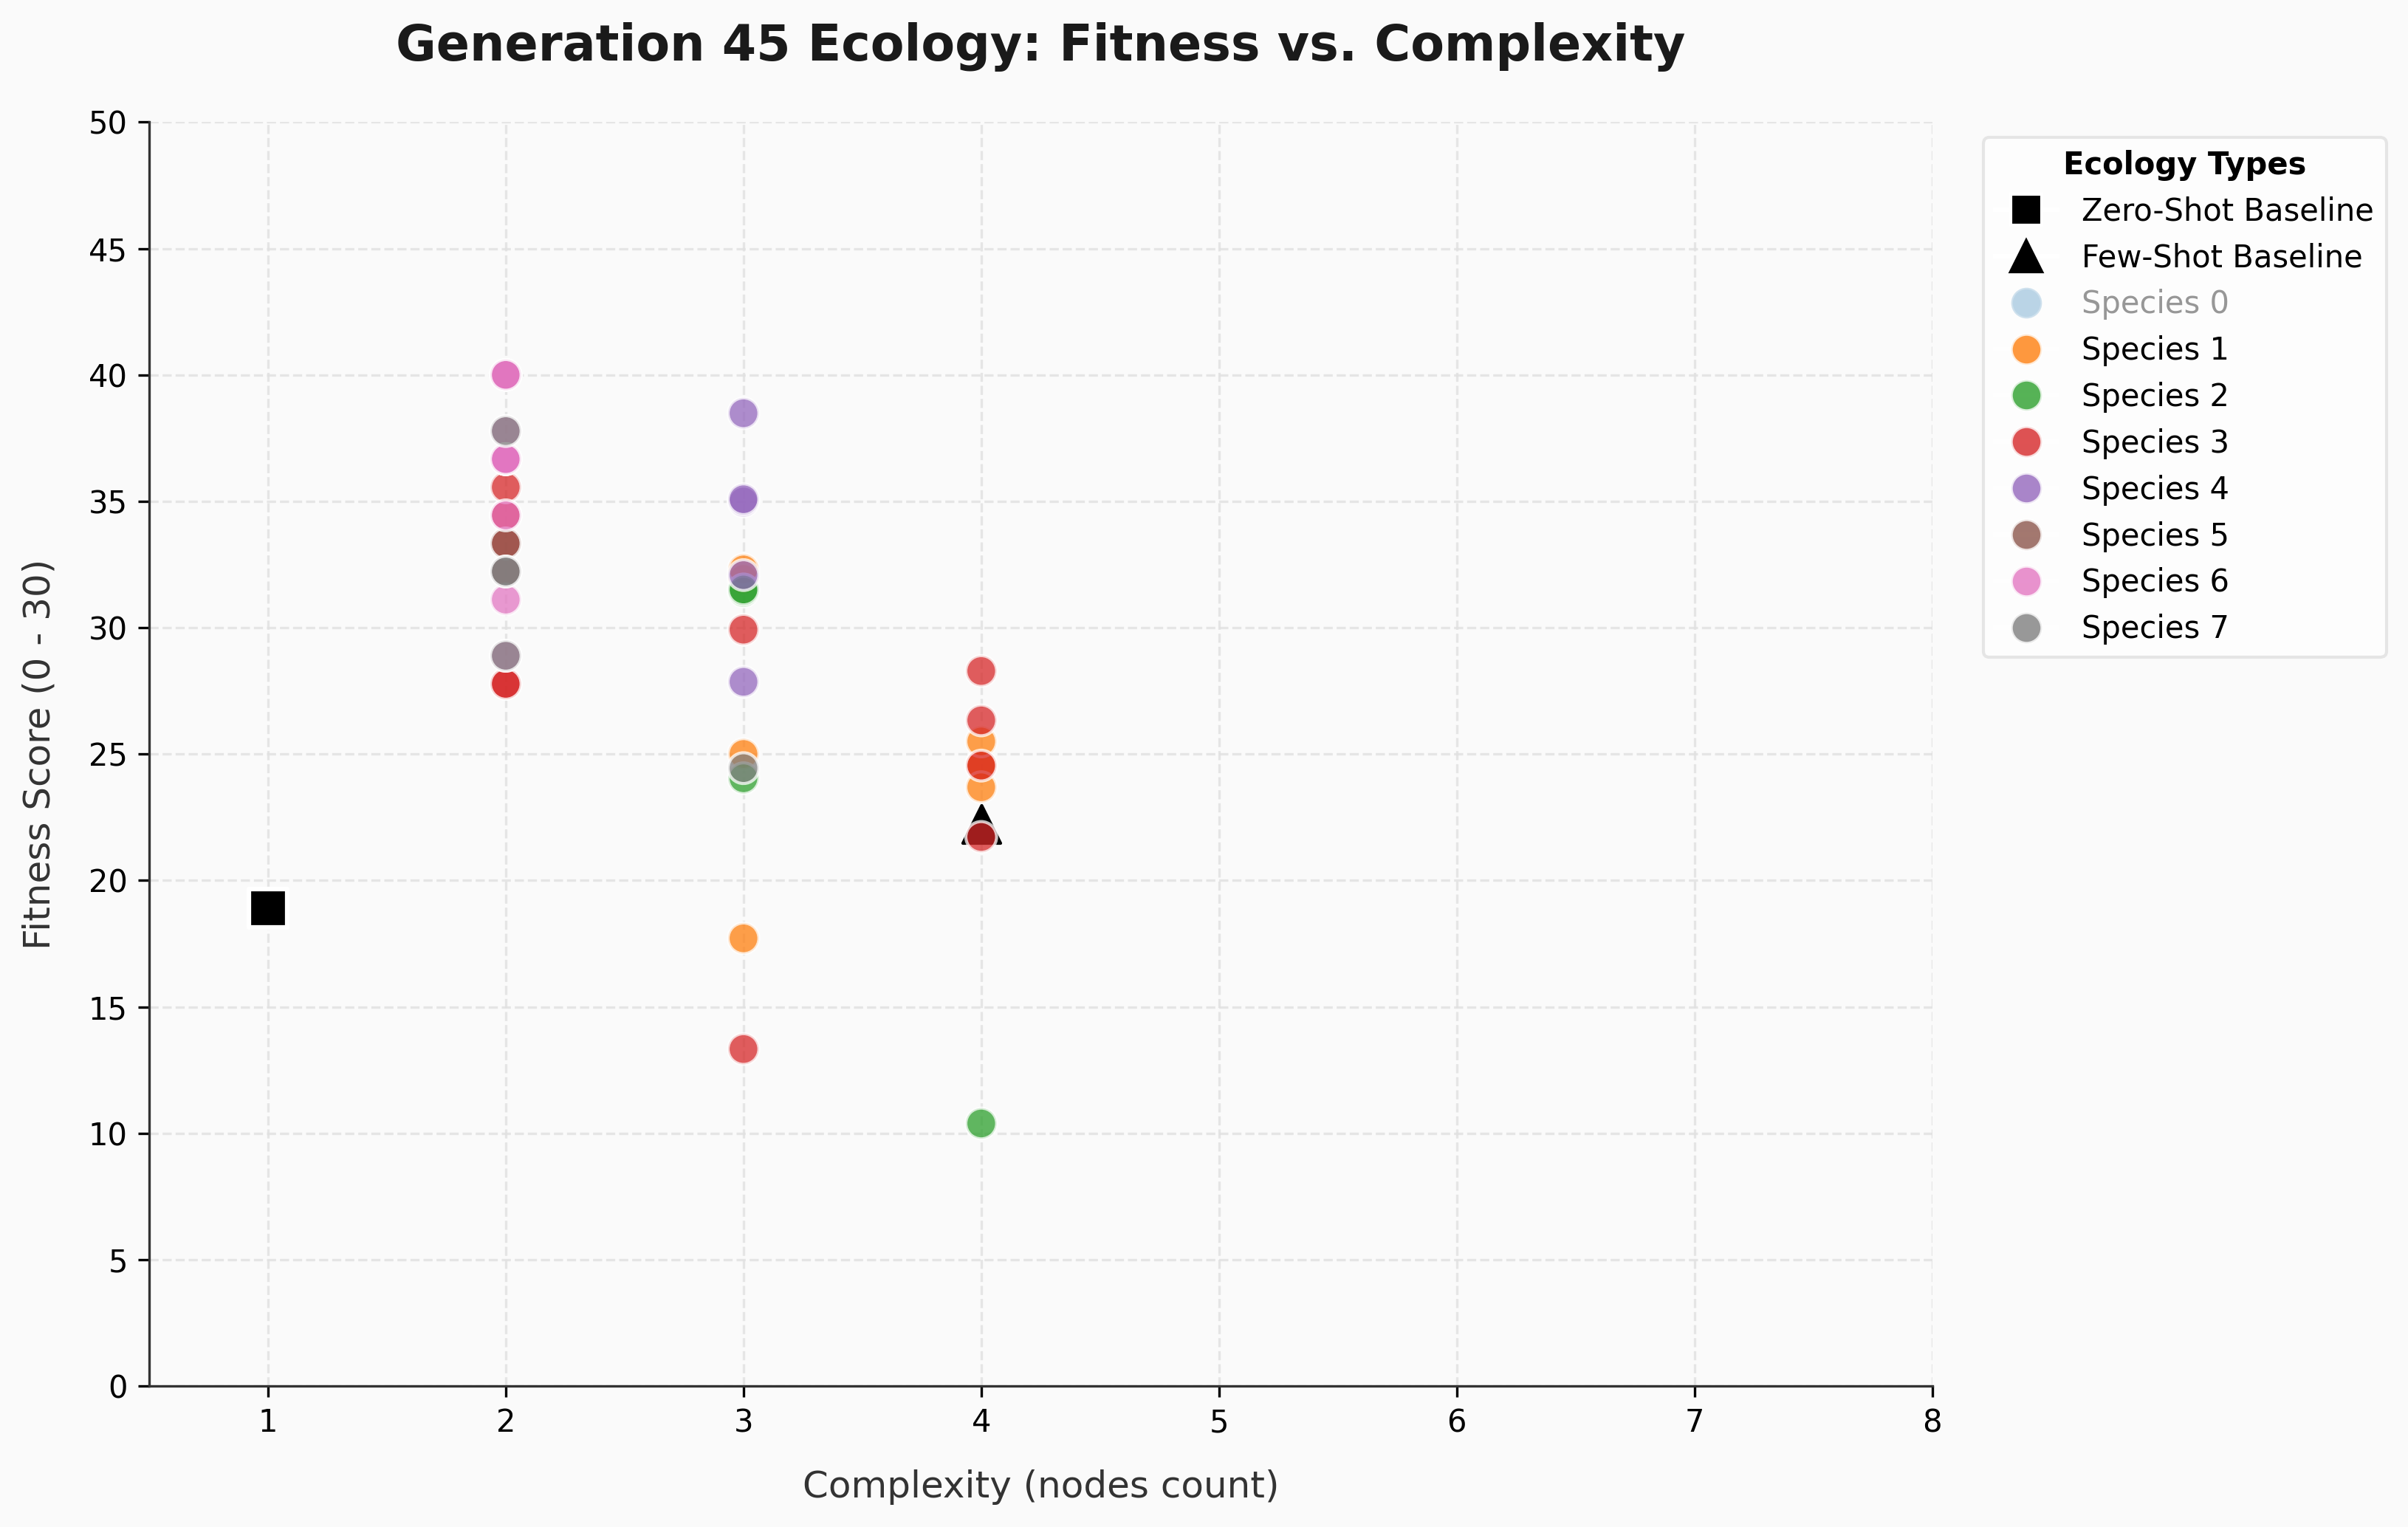 Generation 45 Ecology: Fitness vs. Complexity
50
45
40
35
30
25
20
15
10
5
0
Fitness Score (0 - 30)
1 2 3 4 5 6 7 8
Complexity (nodes count)
Ecology Types
Zero-Shot Baseline
Few-Shot Baseline
Species 0
Species 1
Species 2
Species 3
Species 4
Species 5
Species 6
Species 7